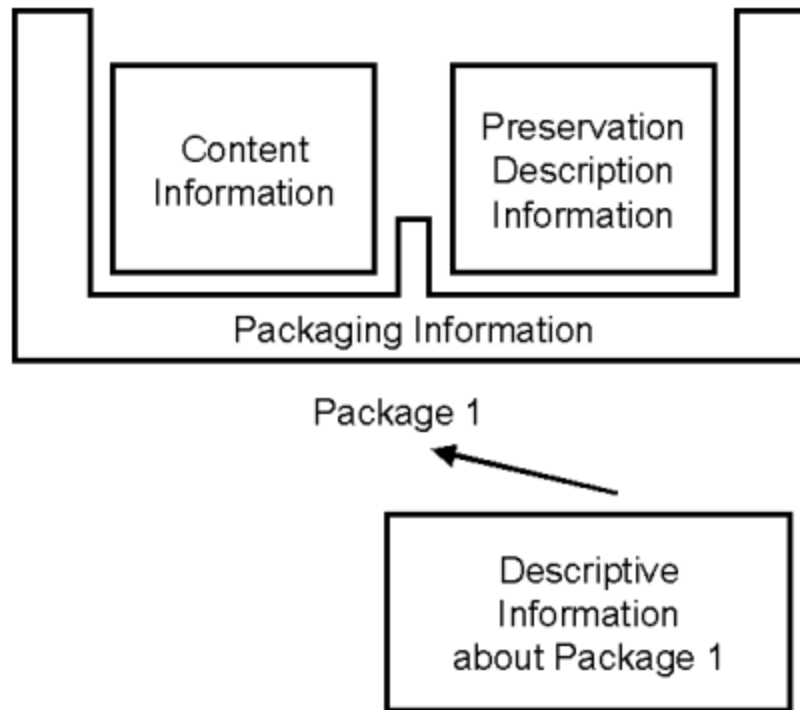 Content
Information
Preservation
Description
Information
Packaging Information
Package 1
Descriptive
Information
about Package 1